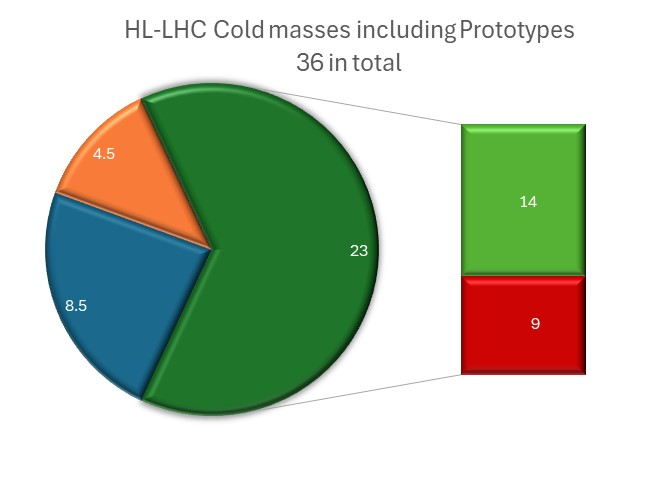 HL-LHC Cold masses including Prototypes
36 in total
4.5
14
23
8.5
9